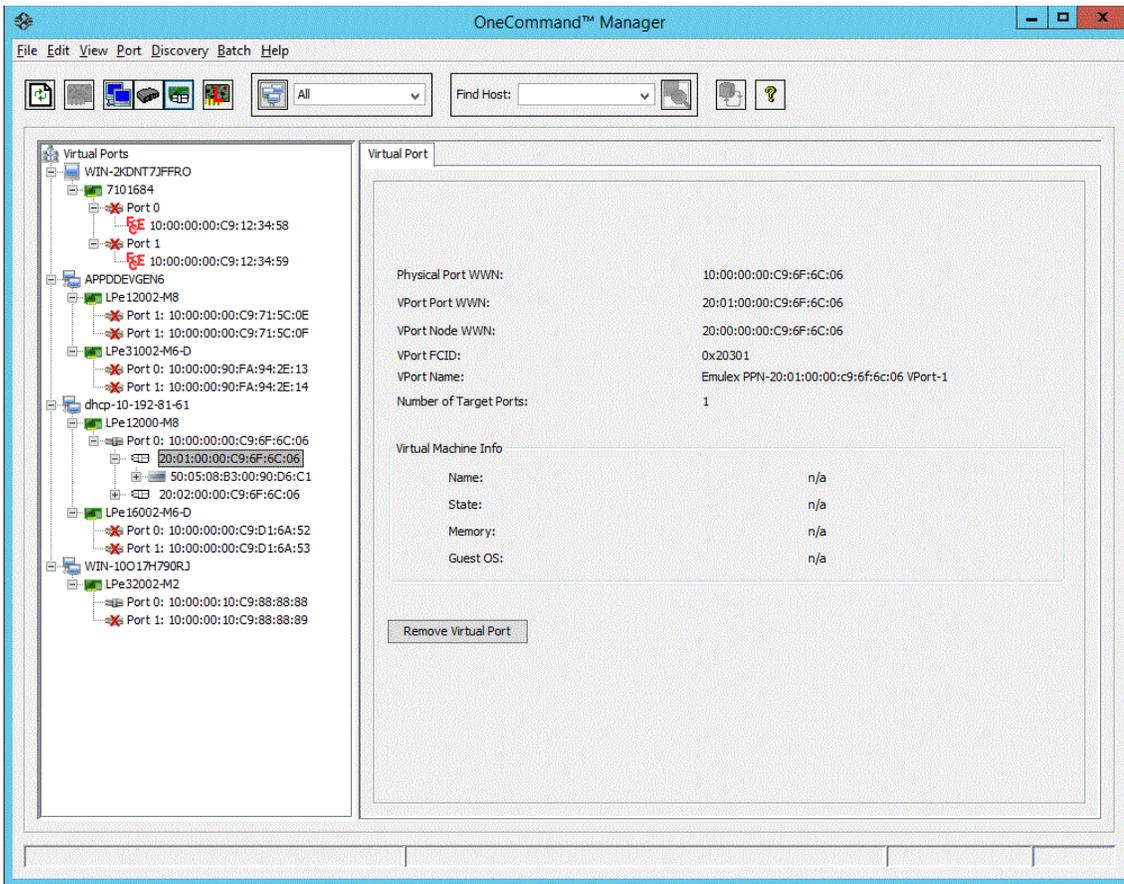 OneCommand™ Manager
File Edit View Port Discovery Batch Help
All
Find Host:
Virtual Ports
WIN-2KDNT7JFFRO
7101684
Port 0
FCoE 10:00:00:00:C9:12:34:58
Port 1
FCoE 10:00:00:00:C9:12:34:59
APPDDEVGEN6
LPe12002-M8
Port 1: 10:00:00:00:C9:71:5C:0E
Port 1: 10:00:00:00:C9:71:5C:0F
LPe31002-M6-D
Port 0: 10:00:00:90:FA:94:2E:13
Port 1: 10:00:00:90:FA:94:2E:14
dhcp-10-192-81-61
LPe12000-M8
Port 0: 10:00:00:00:C9:6F:6C:06
20:01:00:00:C9:6F:6C:06
50:05:08:B3:00:90:D6:C1
20:02:00:00:C9:6F:6C:06
LPe16002-M6-D
Port 0: 10:00:00:00:C9:D1:6A:52
Port 1: 10:00:00:00:C9:D1:6A:53
WIN-10O17H790RJ
LPe32002-M2
Port 0: 10:00:00:10:C9:88:88:88
Port 1: 10:00:00:10:C9:88:88:89
Virtual Port
Physical Port WWN: 10:00:00:00:C9:6F:6C:06
VPort Port WWN: 20:01:00:00:C9:6F:6C:06
VPort Node WWN: 20:00:00:00:C9:6F:6C:06
VPort FCID: 0x20301
VPort Name: Emulex PPN-20:01:00:00:c9:6f:6c:06 VPort-1
Number of Target Ports: 1
Virtual Machine Info
Name: n/a
State: n/a
Memory: n/a
Guest OS: n/a
Remove Virtual Port